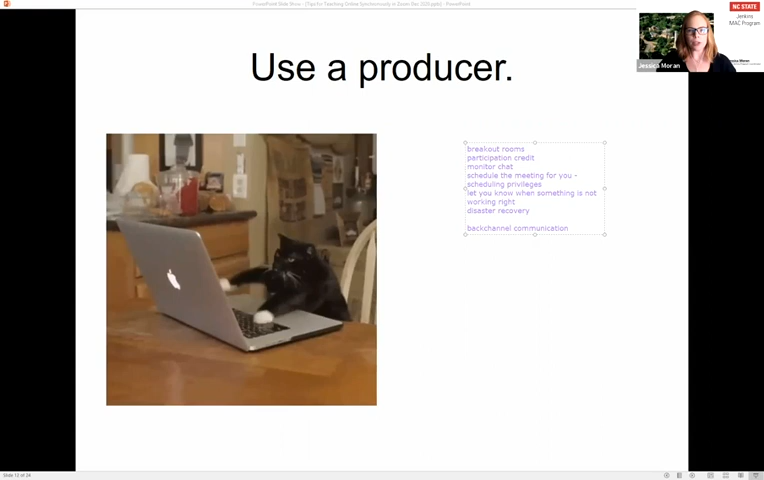 PowerPoint Slide Show - [Tips for Teaching Online Synchronously in Zoom Dec 2020.pptx] - PowerPoint
NC STATE
Jenkins
MAC Program
Jessica Moran
Use a producer.
breakout rooms
participation credit
monitor chat
schedule the meeting for you -
scheduling privileges
let you know when something is not
working right
disaster recovery
backchannel communication
Slide 12 of 24